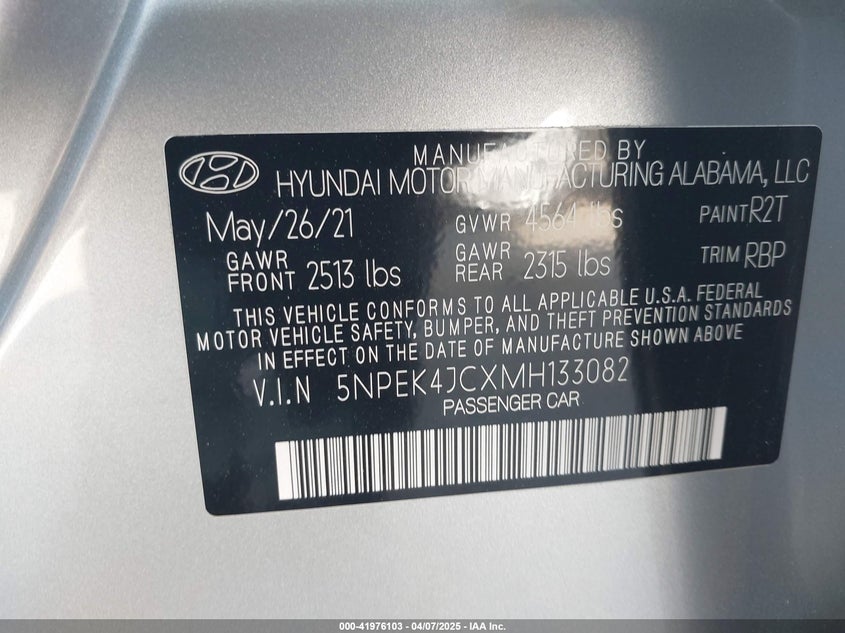 MANUFACTURED BY
HYUNDAI MOTOR MANUFACTURING ALABAMA, LLC
May/26/21 GVWR 4564 lbs PAINT R2T
GAWR FRONT 2513 lbs GAWR REAR 2315 lbs TRIM RBP
THIS VEHICLE CONFORMS TO ALL APPLICABLE U.S.A. FEDERAL
MOTOR VEHICLE SAFETY, BUMPER, AND THEFT PREVENTION STANDARDS
IN EFFECT ON THE DATE OF MANUFACTURE SHOWN ABOVE
V.I.N 5NPEK4JCXMH133082
PASSENGER CAR
000-41976103 - 04/07/2025 - IAA Inc.